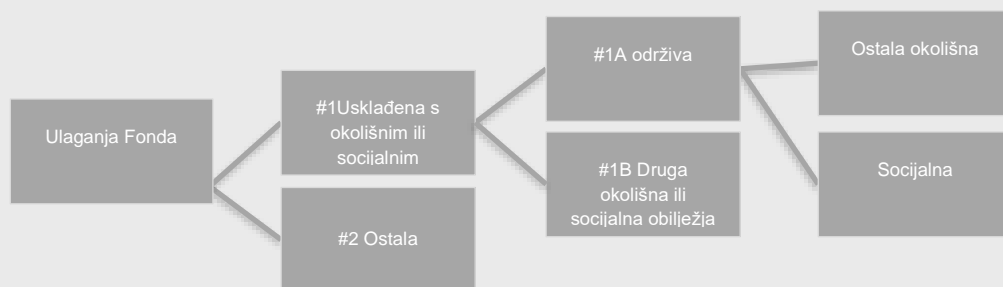 Ulaganja Fonda
#1Usklađena s
okolišnim ili
socijalnim
#2 Ostala
#1A održiva
#1B Druga
okolišna ili
socijalna obilježja
Ostala okolišna
Socijalna